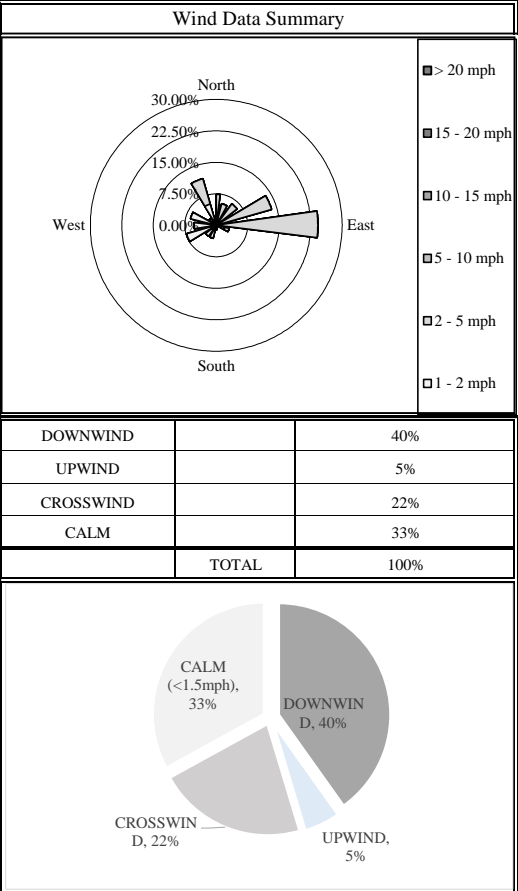 Wind Data Summary
North
30.00%
22.50%
15.00%
7.50%
0.00%
West
East
South
> 20 mph
15 - 20 mph
10 - 15 mph
5 - 10 mph
2 - 5 mph
1 - 2 mph
DOWNWIND 40%
UPWIND 5%
CROSSWIND 22%
CALM 33%
TOTAL 100%
CALM
(<1.5mph),
33%
DOWNWIN
D, 40%
CROSSWIN
D, 22%
UPWIND,
5%